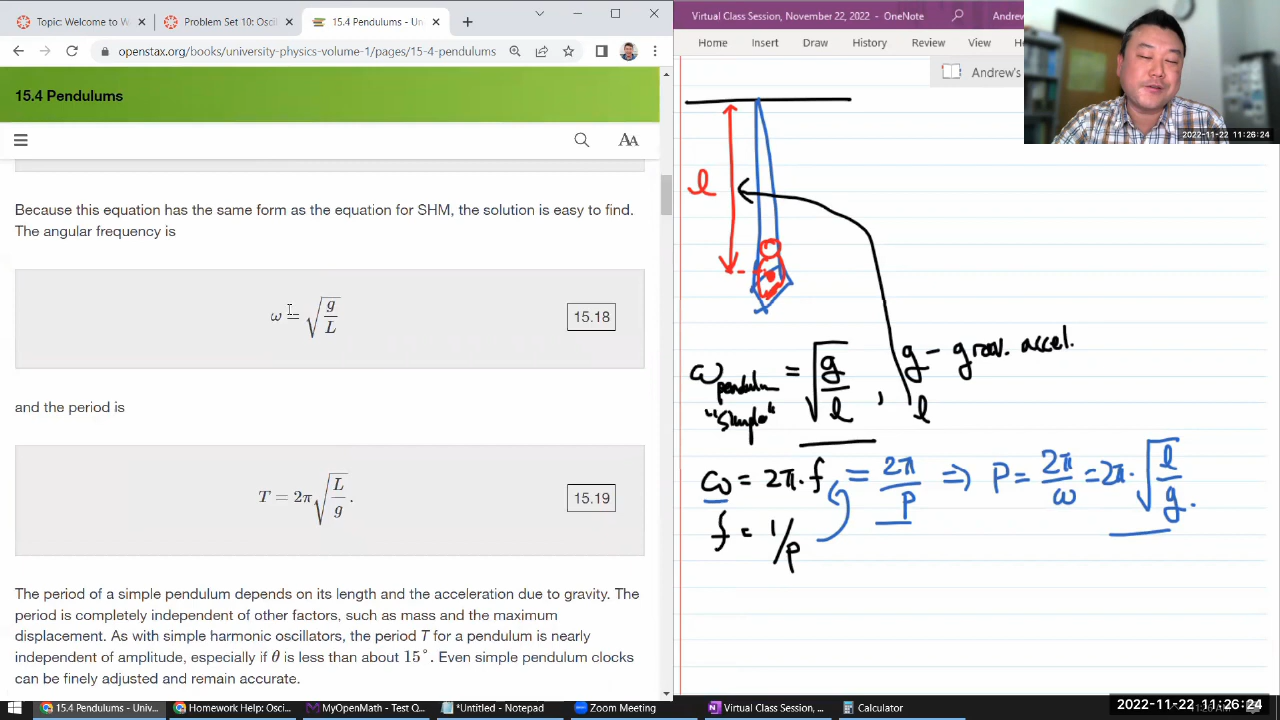 Topic Welcome to W
Problem Set 10: Oscil
15.4 Pendulums - Uni
openstax.org/books/university-physics-volume-1/pages/15-4-pendulums
15.4 Pendulums
AA
Because this equation has the same form as the equation for SHM, the solution is easy to find.
The angular frequency is
ω = √g/L
15.18
and the period is
T = 2π√L/g.
15.19
The period of a simple pendulum depends on its length and the acceleration due to gravity. The
period is completely independent of other factors, such as mass and the maximum
displacement. As with simple harmonic oscillators, the period T for a pendulum is nearly
independent of amplitude, especially if θ is less than about 15°. Even simple pendulum clocks
can be finely adjusted and remain accurate.
Virtual Class Session, November 22, 2022 - OneNote
Andrew
Home Insert Draw History Review View H
Andrew's
2022-11-22 11:26:24
l
ω pendulum = √g/l , g - grav. accel.
"simple" l
ω = 2π·f = 2π/P ⇒ P = 2π/ω = 2π·√l/g.
f = 1/P
15.4 Pendulums - Univ...
Homework Help: Osci...
MyOpenMath - Test Q...
*Untitled - Notepad
Zoom Meeting
Virtual Class Session, ...
Calculator
2022-11-22 11:26:24